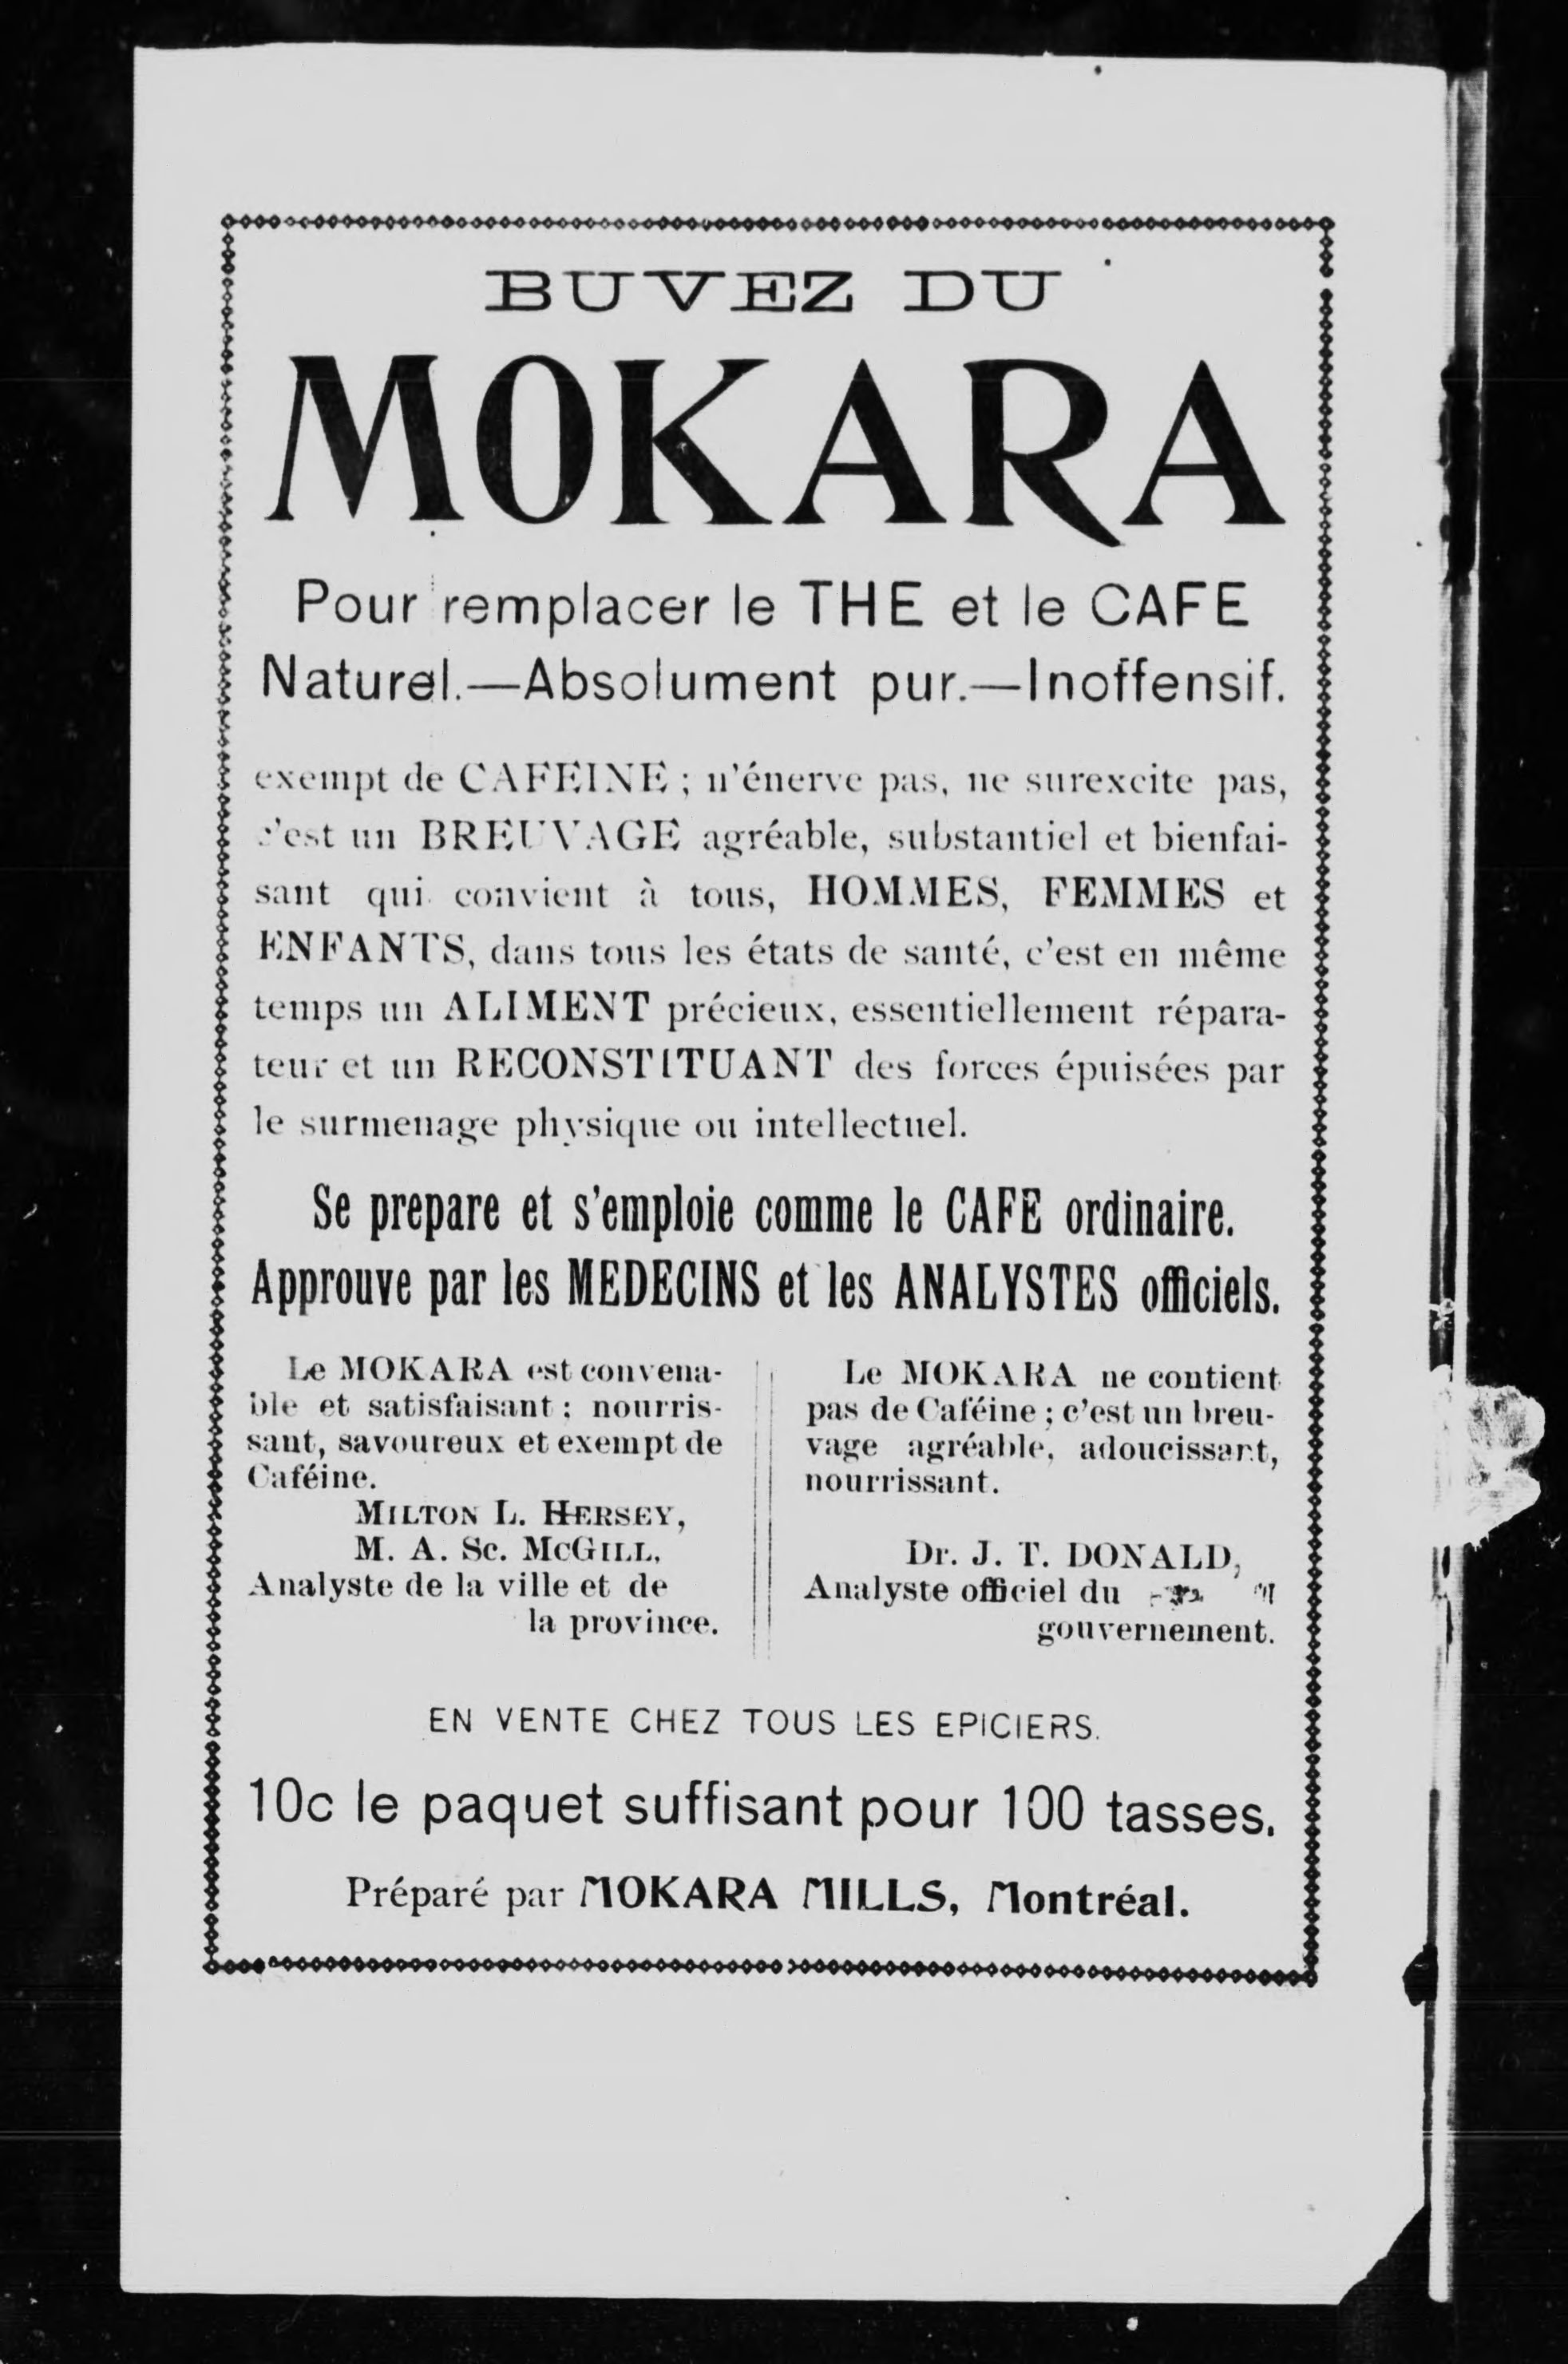 BUVEZ DU
MOKARA
Pour remplacer le THE et le CAFE
Naturel.—Absolument pur.—Inoffensif.
exempt de CAFEINE ; n'énerve pas, ne surexcite pas,
c'est un BREUVAGE agréable, substantiel et bienfai-
sant qui convient à tous, HOMMES, FEMMES et
ENFANTS, dans tous les états de santé, c'est en même
temps un ALIMENT précieux, essentiellement répara-
teur et un RECONSTITUANT des forces épuisées par
le surmenage physique ou intellectuel.
Se prepare et s'emploie comme le CAFE ordinaire.
Approuve par les MEDECINS et les ANALYSTES officiels.
Le MOKARA est convena-
ble et satisfaisant ; nourris-
sant, savoureux et exempt de
Caféine.
MILTON L. HERSEY,
M. A. Sc. McGILL,
Analyste de la ville et de
la province.
Le MOKARA ne contient
pas de Caféine ; c'est un breu-
vage agréable, adoucissant,
nourrissant.
Dr. J. T. DONALD,
Analyste officiel du
gouvernement.
EN VENTE CHEZ TOUS LES EPICIERS.
10c le paquet suffisant pour 100 tasses.
Préparé par MOKARA MILLS, Montréal.